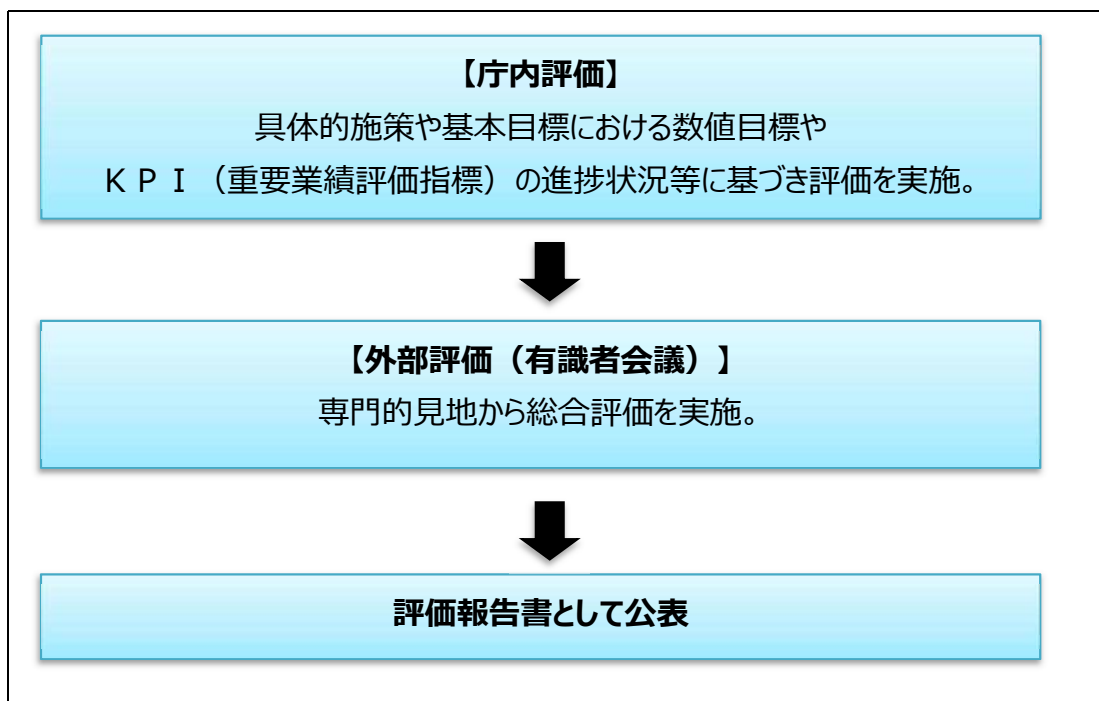 【庁内評価】
具体的施策や基本目標における数値目標や
ＫＰＩ（重要業績評価指標）の進捗状況等に基づき評価を実施。
【外部評価（有識者会議）】
専門的見地から総合評価を実施。
評価報告書として公表